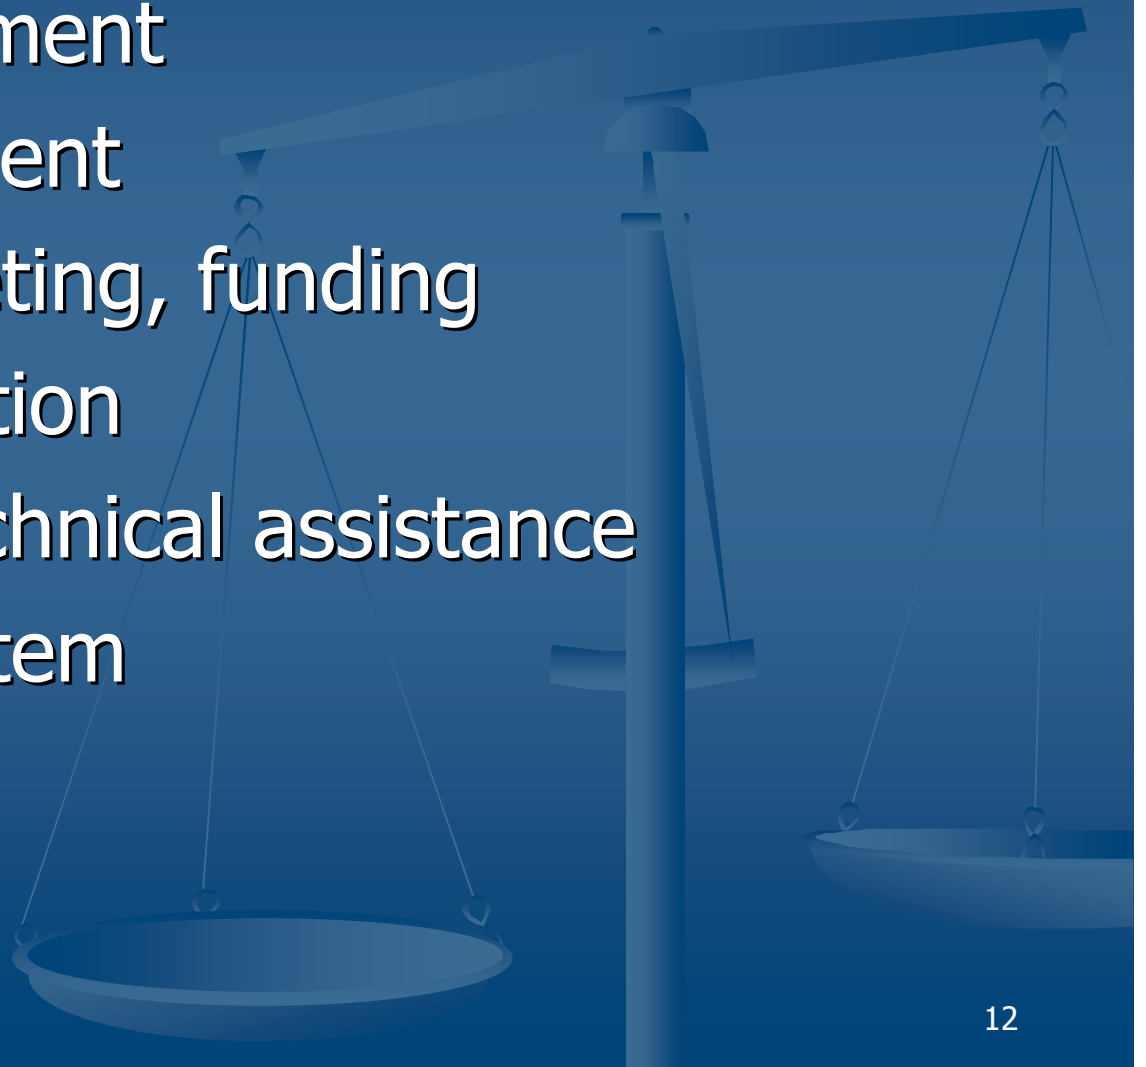 ment
ent
ting, funding
tion
chnical assistance
tem
12